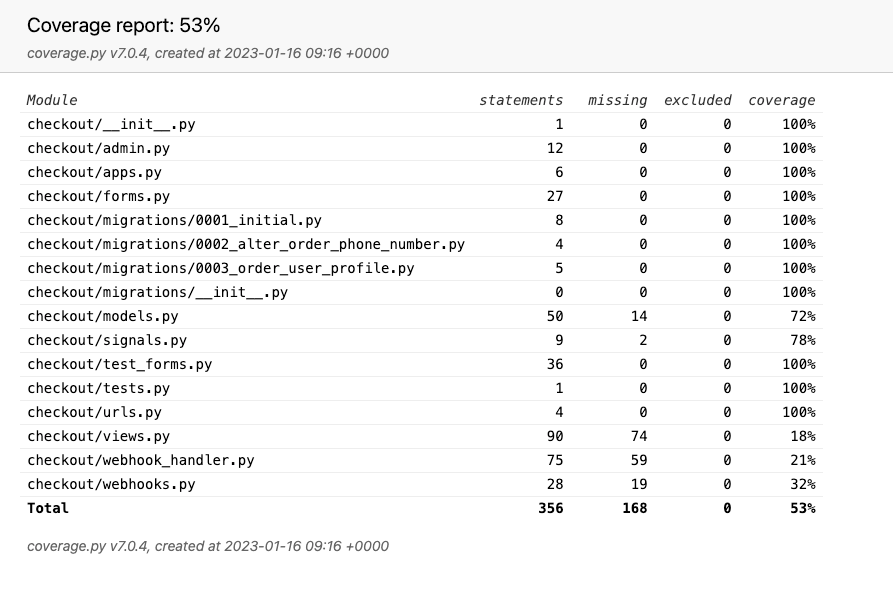 Coverage report: 53%
coverage.py v7.0.4, created at 2023-01-16 09:16 +0000
Module statements missing excluded coverage
checkout/__init__.py 1 0 0 100%
checkout/admin.py 12 0 0 100%
checkout/apps.py 6 0 0 100%
checkout/forms.py 27 0 0 100%
checkout/migrations/0001_initial.py 8 0 0 100%
checkout/migrations/0002_alter_order_phone_number.py 4 0 0 100%
checkout/migrations/0003_order_user_profile.py 5 0 0 100%
checkout/migrations/__init__.py 0 0 0 100%
checkout/models.py 50 14 0 72%
checkout/signals.py 9 2 0 78%
checkout/test_forms.py 36 0 0 100%
checkout/tests.py 1 0 0 100%
checkout/urls.py 4 0 0 100%
checkout/views.py 90 74 0 18%
checkout/webhook_handler.py 75 59 0 21%
checkout/webhooks.py 28 19 0 32%
Total 356 168 0 53%
coverage.py v7.0.4, created at 2023-01-16 09:16 +0000